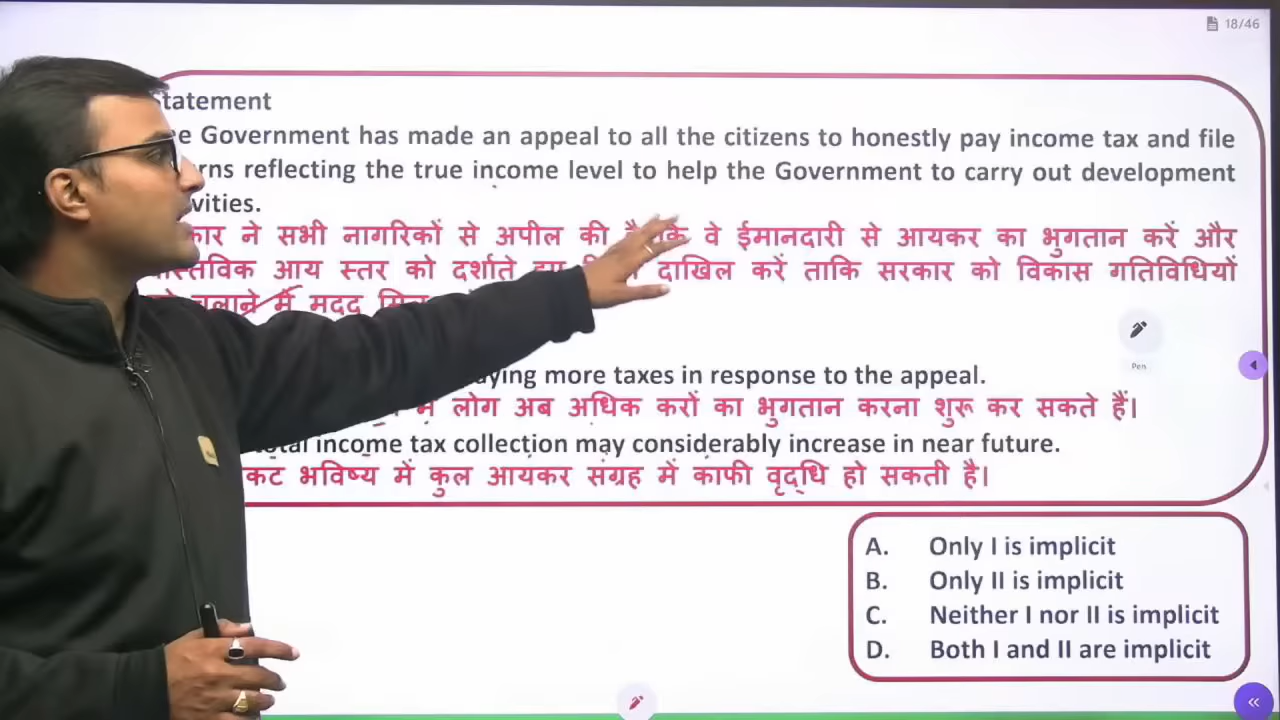 18/46
tatement
e Government has made an appeal to all the citizens to honestly pay income tax and file
rns reflecting the true income level to help the Government to carry out development
vities.
कार ने सभी नागरिकों से अपील की है कि वे ईमानदारी से आयकर का भुगतान करें और
स्तविक आय स्तर को दर्शाते हुए दाखिल करें ताकि सरकार को विकास गतिविधियों
चलाने में मदद
ying more taxes in response to the appeal.
में लोग अब अधिक करों का भुगतान करना शुरू कर सकते हैं।
Pen
total income tax collection may considerably increase in near future.
कट भविष्य में कुल आयकर संग्रह में काफी वृद्धि हो सकती है।
A. Only I is implicit
B. Only II is implicit
C. Neither I nor II is implicit
D. Both I and II are implicit